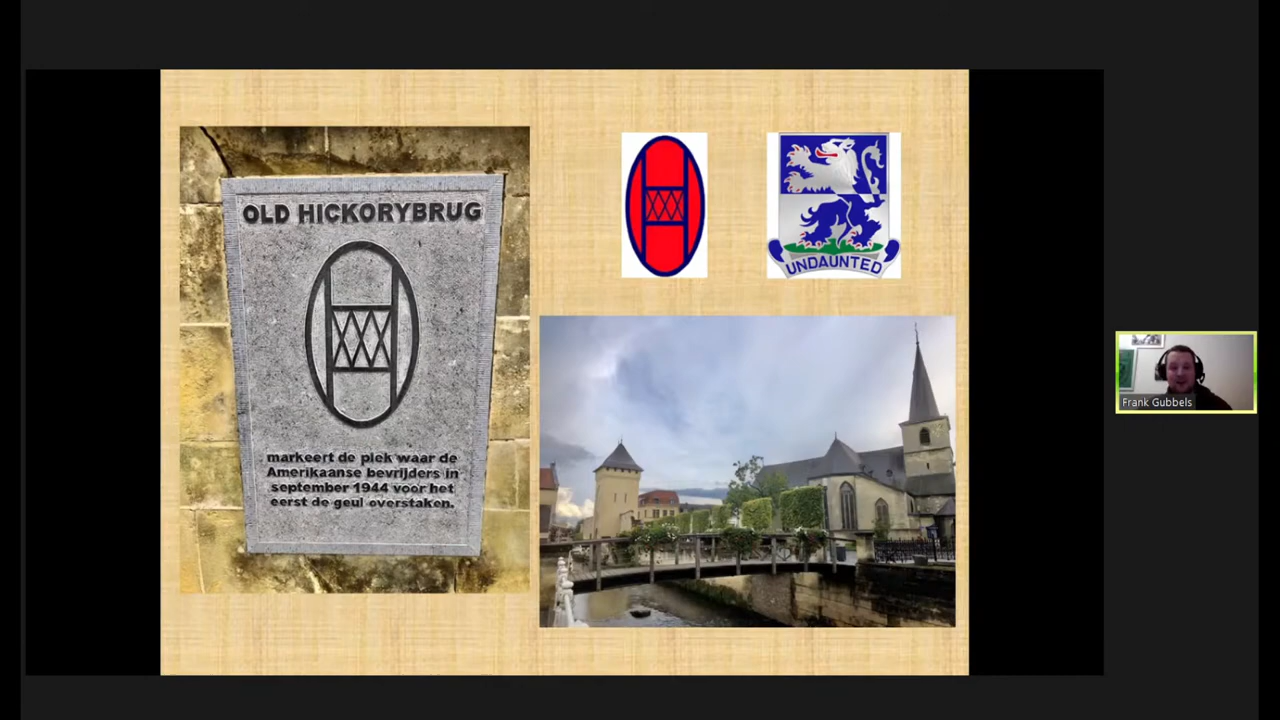 OLD HICKORYBRUG
markeert de plek waar de
Amerikaanse bevrijders in
september 1944 voor het
eerst de geul overstaken.
UNDAUNTED
Frank Gubbels